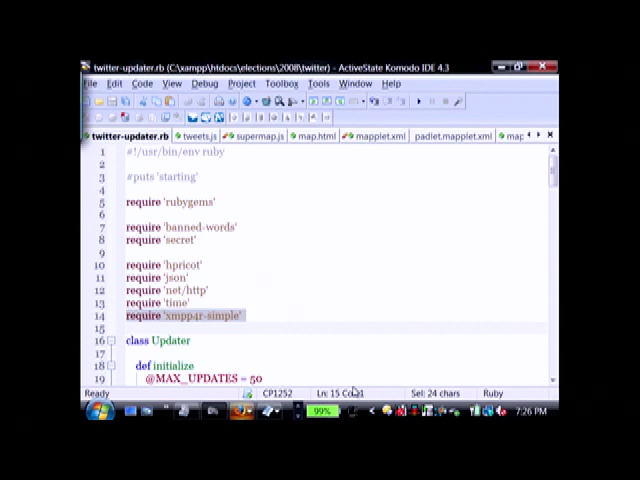 twitter-updater.rb (C:\xampp\htdocs\elections\2008\twitter) - ActiveState Komodo IDE 4.3
File Edit Code View Debug Project Toolbox Tools Window Help
twitter-updater.rb tweets.js supermap.js map.html mapplet.xml padlet.mapplet.xml map
1 #!/usr/bin/env ruby
2
3 #puts 'starting'
4
5 require 'rubygems'
6
7 require 'banned-words'
8 require 'secret'
9
10 require 'hpricot'
11 require 'json'
12 require 'net/http'
13 require 'time'
14 require 'xmpp4r-simple'
15
16 class Updater
17
18 def initialize
19 @MAX_UPDATES = 50
Ready CP1252 Ln: 15 Col: 1 Sel: 24 chars Ruby
99% 7:26 PM